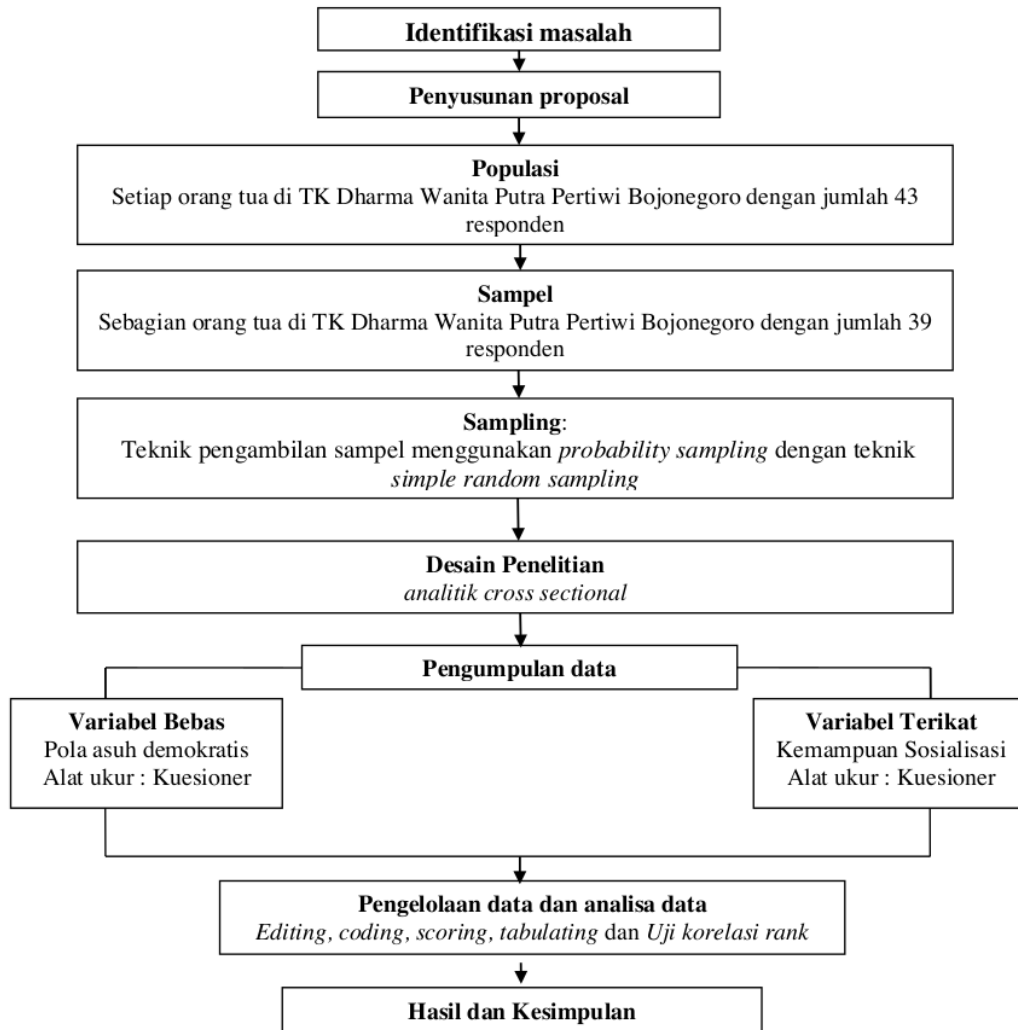 Identifikasi masalah
Penyusunan proposal
Populasi
Setiap orang tua di TK Dharma Wanita Putra Pertiwi Bojonegoro dengan jumlah 43
responden
Sampel
Sebagian orang tua di TK Dharma Wanita Putra Pertiwi Bojonegoro dengan jumlah 39
responden
Sampling:
Teknik pengambilan sampel menggunakan probability sampling dengan teknik
simple random sampling
Desain Penelitian
analitik cross sectional
Pengumpulan data
Variabel Bebas
Pola asuh demokratis
Alat ukur : Kuesioner
Variabel Terikat
Kemampuan Sosialisasi
Alat ukur : Kuesioner
Pengelolaan data dan analisa data
Editing, coding, scoring, tabulating dan Uji korelasi rank
Hasil dan Kesimpulan